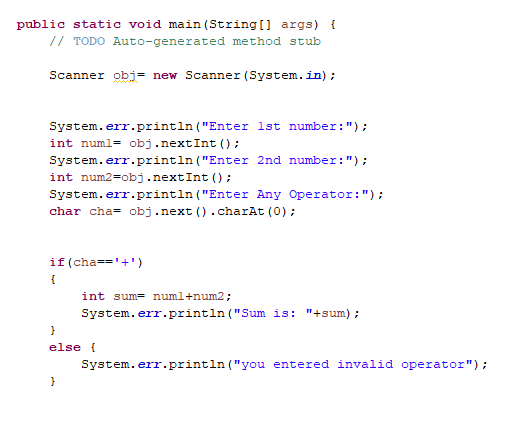 public static void main(String[] args) {
// TODO Auto-generated method stub
Scanner obj= new Scanner(System.in);
System.err.println("Enter 1st number:");
int num1= obj.nextInt();
System.err.println("Enter 2nd number:");
int num2=obj.nextInt();
System.err.println("Enter Any Operator:");
char cha= obj.next().charAt(0);
if(cha=='+')
{
int sum= num1+num2;
System.err.println("Sum is: "+sum);
}
else {
System.err.println("you entered invalid operator");
}